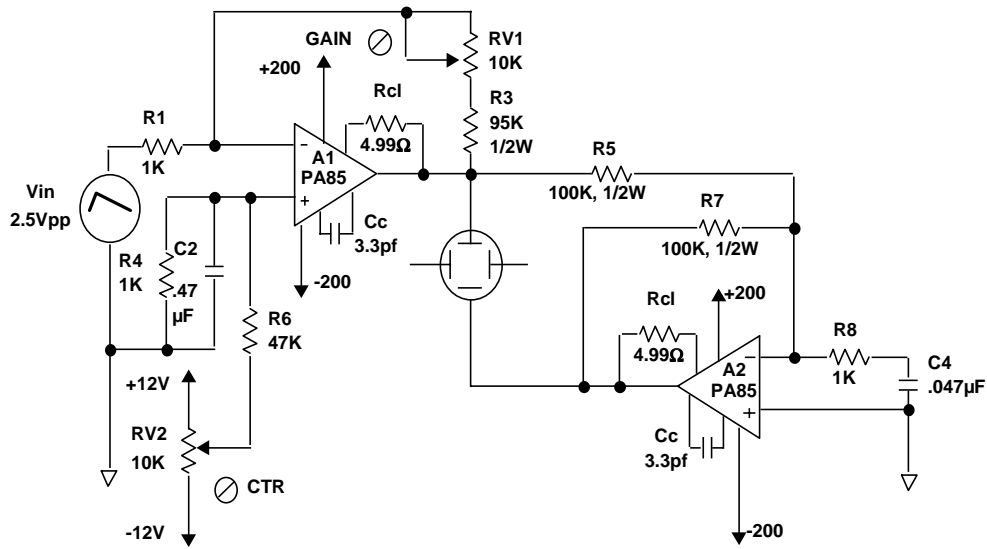 GAIN
RV1
10K
+200
Rcl
4.99Ω
R3
95K
1/2W
R1
1K
A1
PA85
R5
100K, 1/2W
Vin
2.5Vpp
R7
100K, 1/2W
Cc
3.3pf
R4
1K
C2
.47
µF
-200
R6
47K
+200
Rcl
4.99Ω
R8
1K
C4
.047µF
A2
PA85
+12V
RV2
10K
Cc
3.3pf
CTR
-12V
-200